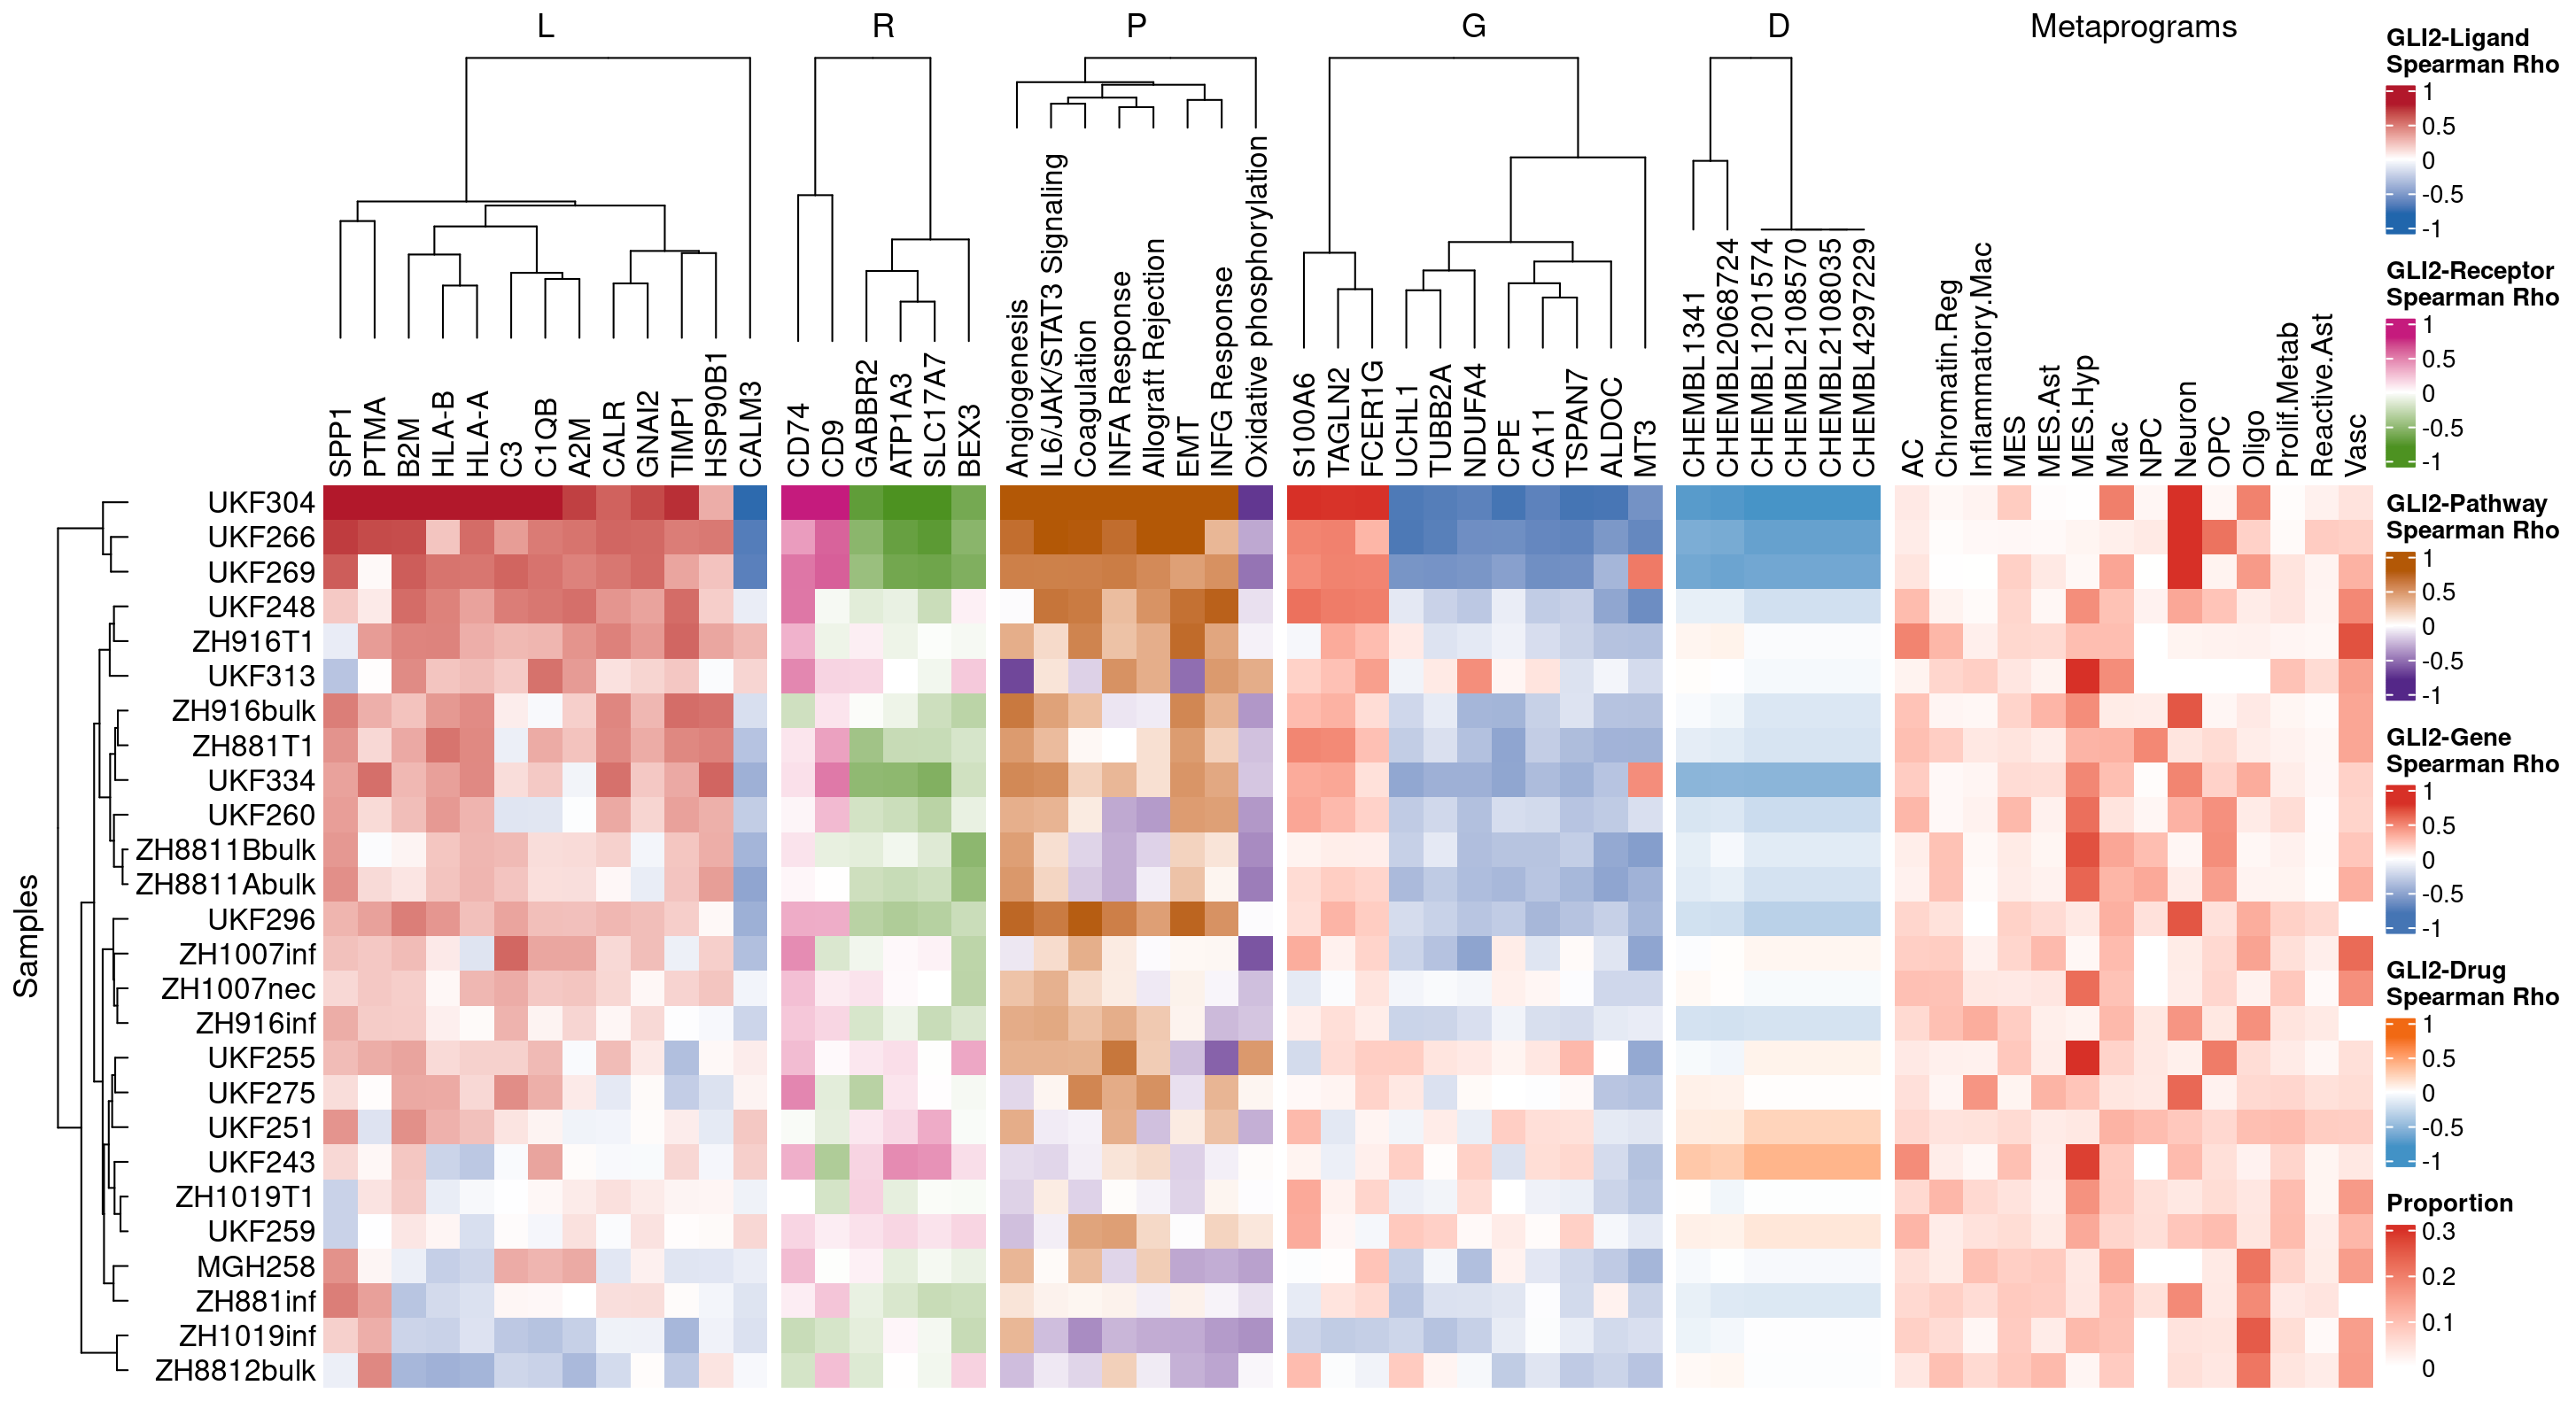 L R P G D Metaprograms
SPP1
PTMA
B2M
HLA-B
HLA-A
C3
C1QB
A2M
CALR
GNAI2
TIMP1
HSP90B1
CALM3
CD74
CD9
GABBR2
ATP1A3
SLC17A7
BEX3
Angiogenesis
IL6/JAK/STAT3 Signaling
Coagulation
INFA Response
Allograft Rejection
EMT
INFG Response
Oxidative phosphorylation
S100A6
TAGLN2
FCER1G
UCHL1
TUBB2A
NDUFA4
CPE
CA11
TSPAN7
ALDOC
MT3
CHEMBL1341
CHEMBL2068724
CHEMBL1201574
CHEMBL2108570
CHEMBL2108035
CHEMBL4297229
AC
Chromatin.Reg
Inflammatory.Mac
MES
MES.Ast
MES.Hyp
Mac
NPC
Neuron
OPC
Oligo
Prolif.Metab
Reactive.Ast
Vasc
Samples
UKF304
UKF266
UKF269
UKF248
ZH916T1
UKF313
ZH916bulk
ZH881T1
UKF334
UKF260
ZH8811Bbulk
ZH8811Abulk
UKF296
ZH1007inf
ZH1007nec
ZH916inf
UKF255
UKF275
UKF251
UKF243
ZH1019T1
UKF259
MGH258
ZH881inf
ZH1019inf
ZH8812bulk
GLI2-Ligand
Spearman Rho
1
0.5
0
-0.5
-1
GLI2-Receptor
Spearman Rho
1
0.5
0
-0.5
-1
GLI2-Pathway
Spearman Rho
1
0.5
0
-0.5
-1
GLI2-Gene
Spearman Rho
1
0.5
0
-0.5
-1
GLI2-Drug
Spearman Rho
1
0.5
0
-0.5
-1
Proportion
0.3
0.2
0.1
0